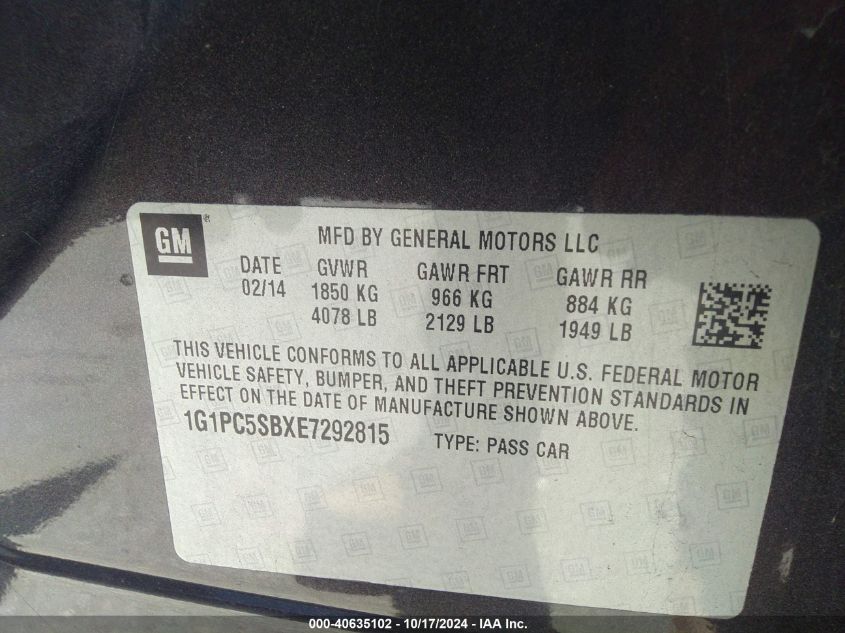 GM
MFD BY GENERAL MOTORS LLC
DATE GVWR GAWR FRT GAWR RR
02/14 1850 KG 966 KG 884 KG
4078 LB 2129 LB 1949 LB
THIS VEHICLE CONFORMS TO ALL APPLICABLE U.S. FEDERAL MOTOR
VEHICLE SAFETY, BUMPER, AND THEFT PREVENTION STANDARDS IN
EFFECT ON THE DATE OF MANUFACTURE SHOWN ABOVE.
1G1PC5SBXE7292815 TYPE: PASS CAR
000-40635102 - 10/17/2024 - IAA Inc.